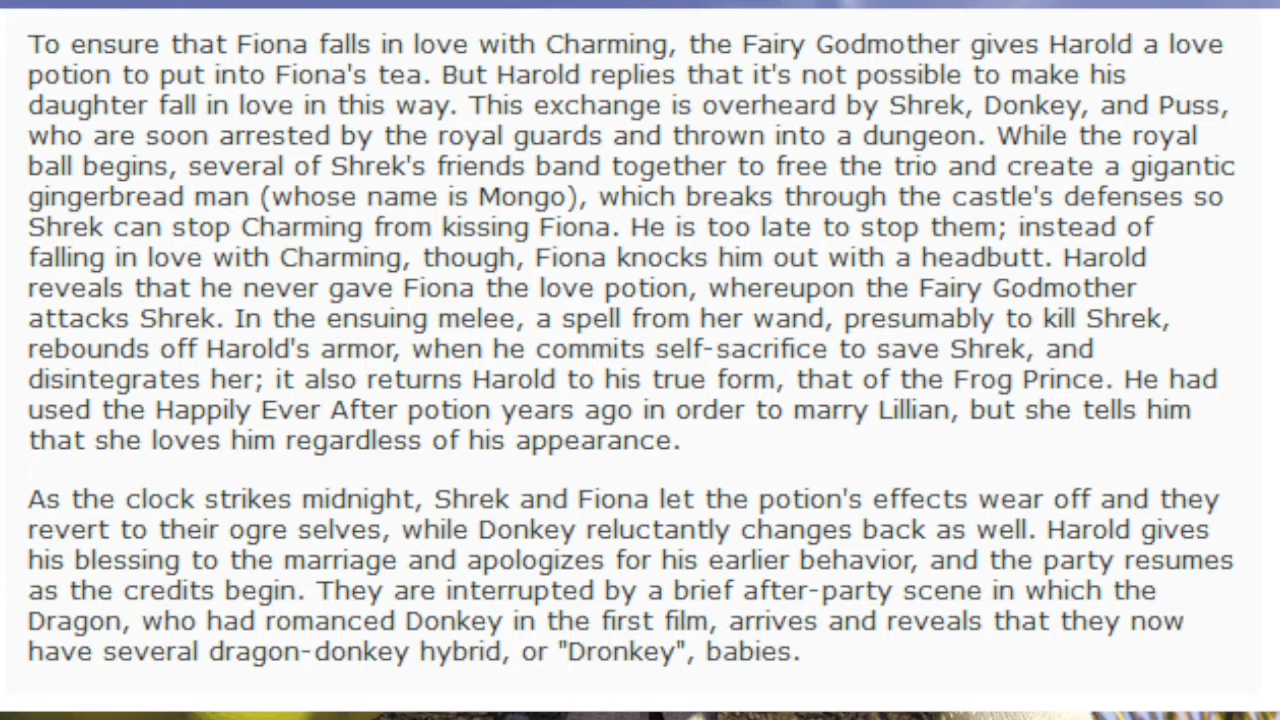 To ensure that Fiona falls in love with Charming, the Fairy Godmother gives Harold a love
potion to put into Fiona's tea. But Harold replies that it's not possible to make his
daughter fall in love in this way. This exchange is overheard by Shrek, Donkey, and Puss,
who are soon arrested by the royal guards and thrown into a dungeon. While the royal
ball begins, several of Shrek's friends band together to free the trio and create a gigantic
gingerbread man (whose name is Mongo), which breaks through the castle's defenses so
Shrek can stop Charming from kissing Fiona. He is too late to stop them; instead of
falling in love with Charming, though, Fiona knocks him out with a headbutt. Harold
reveals that he never gave Fiona the love potion, whereupon the Fairy Godmother
attacks Shrek. In the ensuing melee, a spell from her wand, presumably to kill Shrek,
rebounds off Harold's armor, when he commits self-sacrifice to save Shrek, and
disintegrates her; it also returns Harold to his true form, that of the Frog Prince. He had
used the Happily Ever After potion years ago in order to marry Lillian, but she tells him
that she loves him regardless of his appearance.
As the clock strikes midnight, Shrek and Fiona let the potion's effects wear off and they
revert to their ogre selves, while Donkey reluctantly changes back as well. Harold gives
his blessing to the marriage and apologizes for his earlier behavior, and the party resumes
as the credits begin. They are interrupted by a brief after-party scene in which the
Dragon, who had romanced Donkey in the first film, arrives and reveals that they now
have several dragon-donkey hybrid, or "Dronkey", babies.